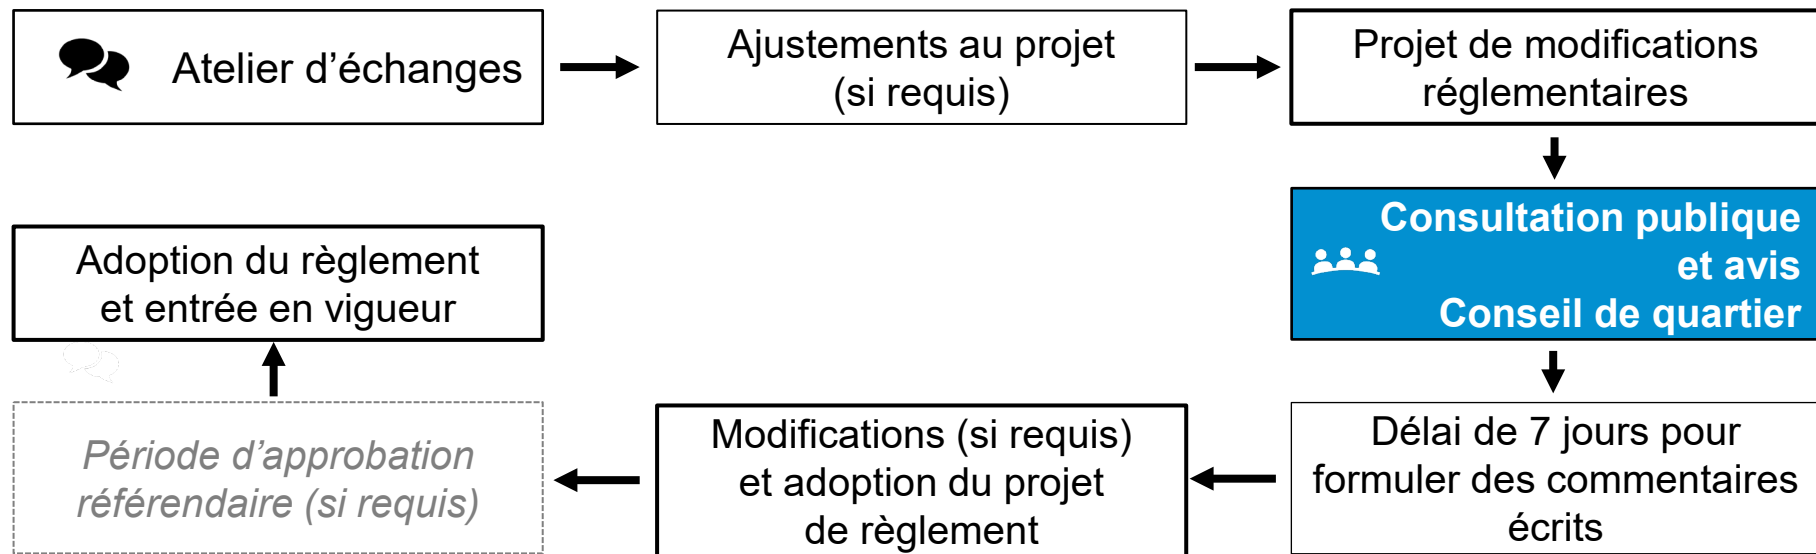 Atelier d’échanges
Ajustements au projet
(si requis)
Projet de modifications
réglementaires
Consultation publique
et avis
Conseil de quartier
Délai de 7 jours pour
formuler des commentaires
écrits
Modifications (si requis)
et adoption du projet
de règlement
Période d’approbation
référendaire (si requis)
Adoption du règlement
et entrée en vigueur